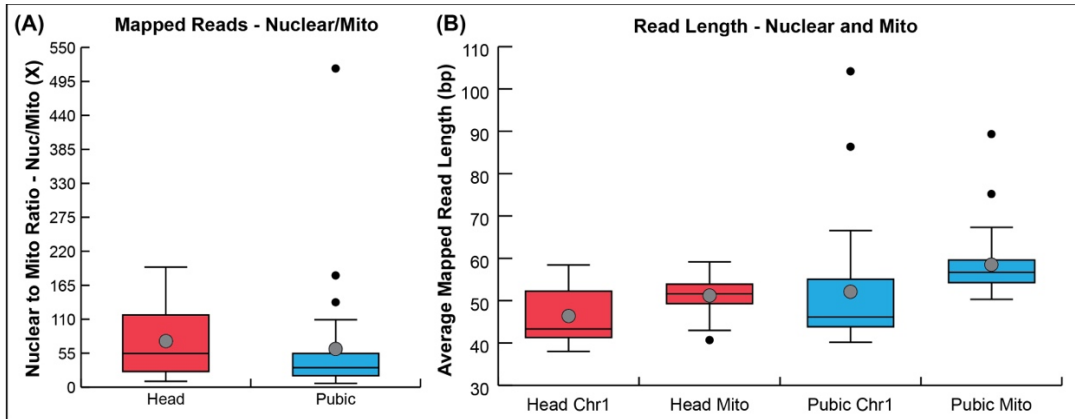 (A)
Mapped Reads - Nuclear/Mito
Nuclear to Mito Ratio - Nuc/Mito (X)
550
495
440
385
330
275
220
165
110
55
0
Head
Pubic
(B)
Read Length - Nuclear and Mito
Average Mapped Read Length (bp)
110
100
90
80
70
60
50
40
30
Head Chr1
Head Mito
Pubic Chr1
Pubic Mito